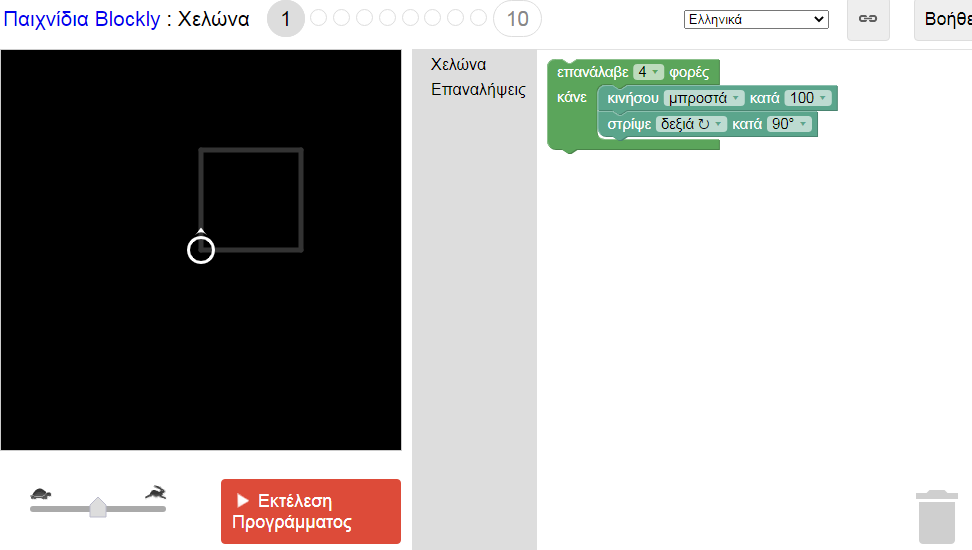 Παιχνίδια Blockly : Χελώνα 1 10 Ελληνικά
Χελώνα
Επαναλήψεις
επανάλαβε 4 φορές
κάνε κινήσου μπροστά κατά 100
στρίψε δεξιά ↻ κατά 90°
Εκτέλεση
Προγράμματος